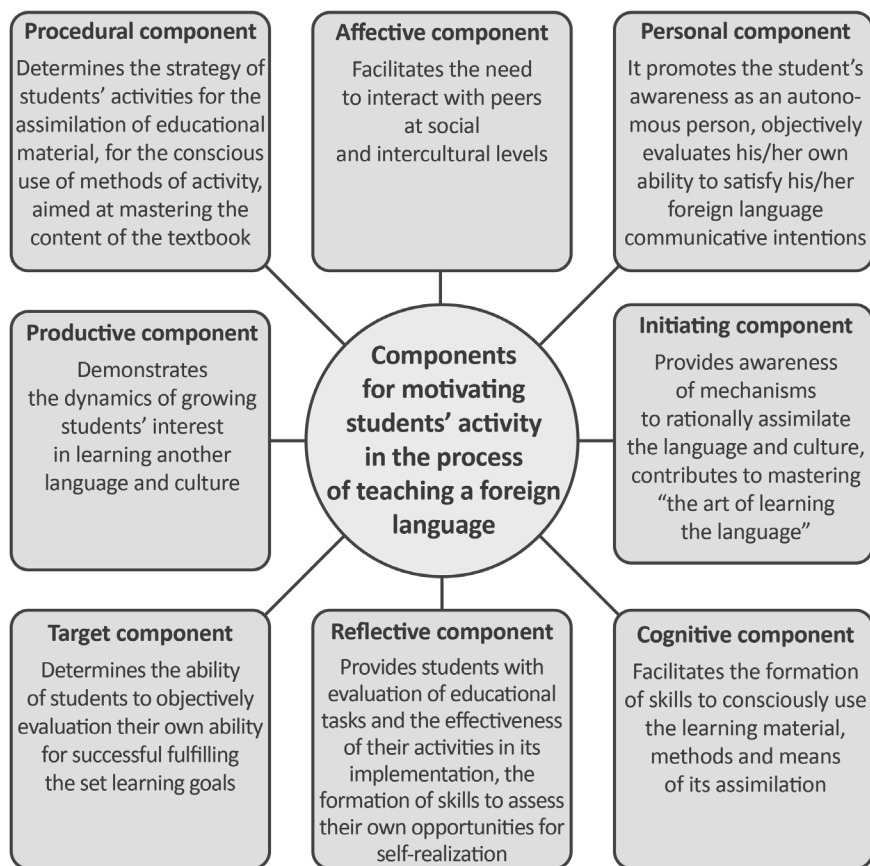 Procedural component
Determines the strategy of
students’ activities for the
assimilation of educational
material, for the conscious
use of methods of activity,
aimed at mastering the
content of the textbook
Affective component
Facilitates the need
to interact with peers
at social
and intercultural levels
Personal component
It promotes the student’s
awareness as an autono-
mous person, objectively
evaluates his/her own
ability to satisfy his/her
foreign language
communicative intentions
Productive component
Demonstrates
the dynamics of growing
students’ interest
in learning another
language and culture
Components
for motivating
students’ activity
in the process
of teaching a foreign
language
Initiating component
Provides awareness
of mechanisms
to rationally assimilate
the language and culture,
contributes to mastering
“the art of learning
the language”
Target component
Determines the ability
of students to objectively
evaluation their own ability
for successful fulfilling
the set learning goals
Reflective component
Provides students with
evaluation of educational
tasks and the effectiveness
of their activities in its
implementation, the
formation of skills to assess
their own opportunities for
self-realization
Cognitive component
Facilitates the formation
of skills to consciously use
the learning material,
methods and means
of its assimilation